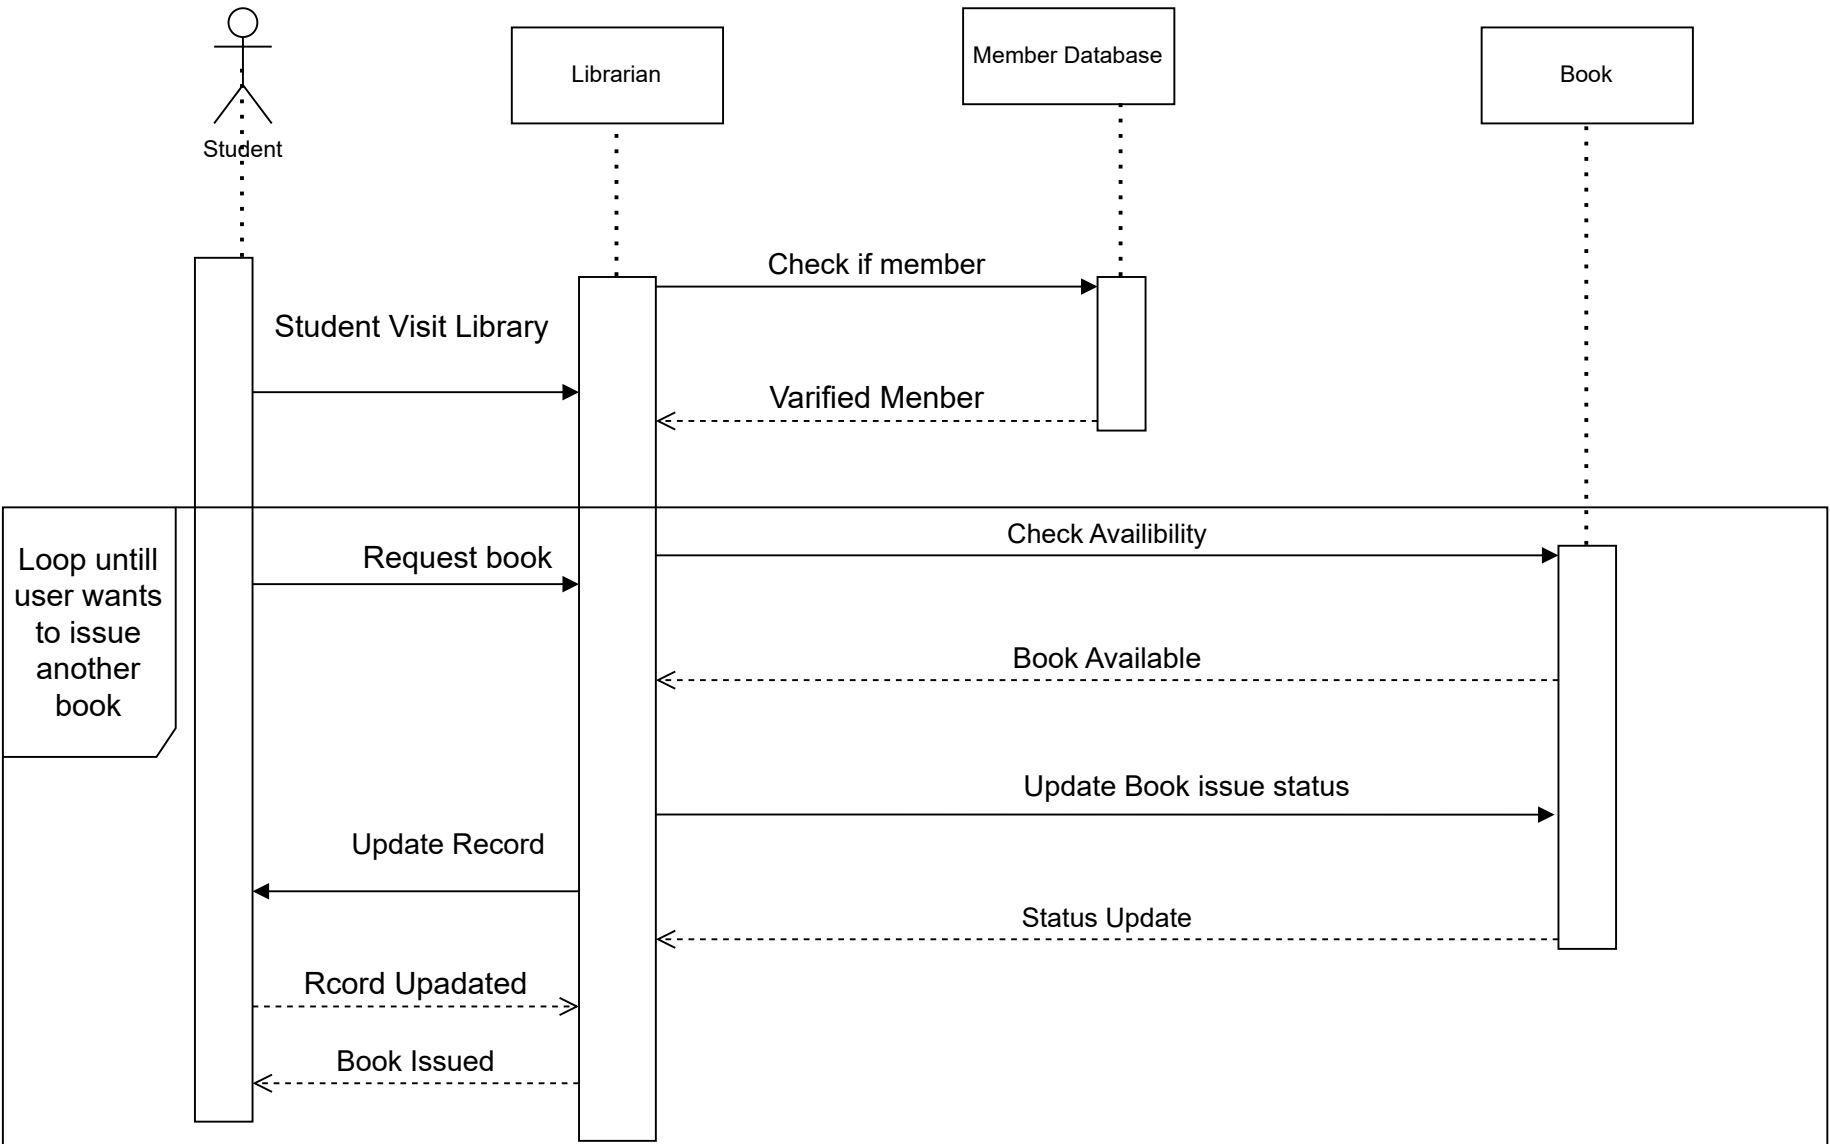 Student
Librarian
Member Database
Book
Check if member
Student Visit Library
Varified Menber
Loop untill
user wants
to issue
another
book
Check Availibility
Request book
Book Available
Update Book issue status
Update Record
Status Update
Rcord Upadated
Book Issued